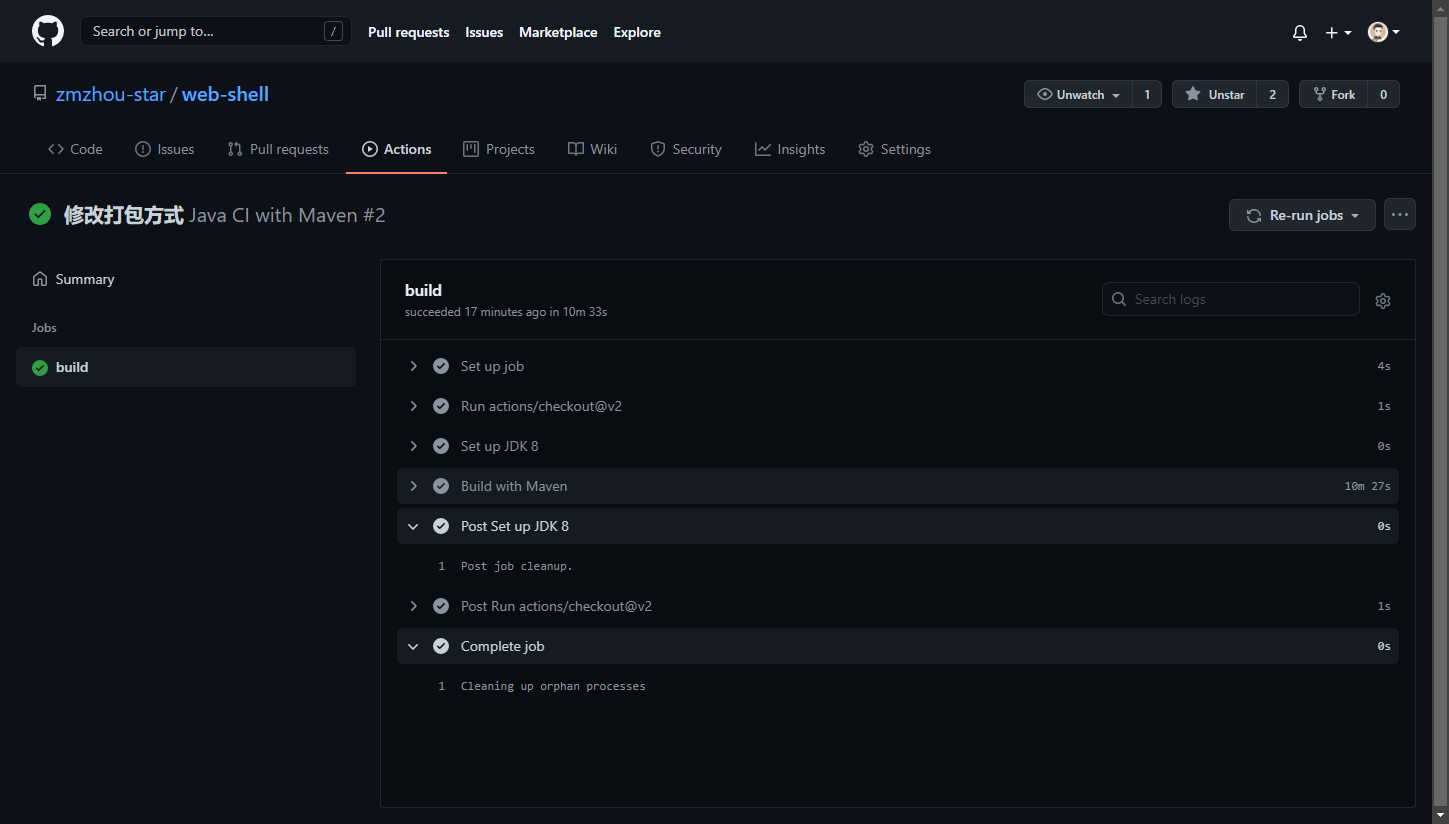 Search or jump to... /
Pull requests Issues Marketplace Explore
zmzhou-star / web-shell
Unwatch 1 Unstar 2 Fork 0
Code Issues Pull requests Actions Projects Wiki Security Insights Settings
修改打包方式 Java CI with Maven #2
Re-run jobs
Summary
Jobs
build
build
succeeded 17 minutes ago in 10m 33s
Search logs
Set up job 4s
Run actions/checkout@v2 1s
Set up JDK 8 0s
Build with Maven 10m 27s
Post Set up JDK 8 0s
1 Post job cleanup.
Post Run actions/checkout@v2 1s
Complete job 0s
1 Cleaning up orphan processes